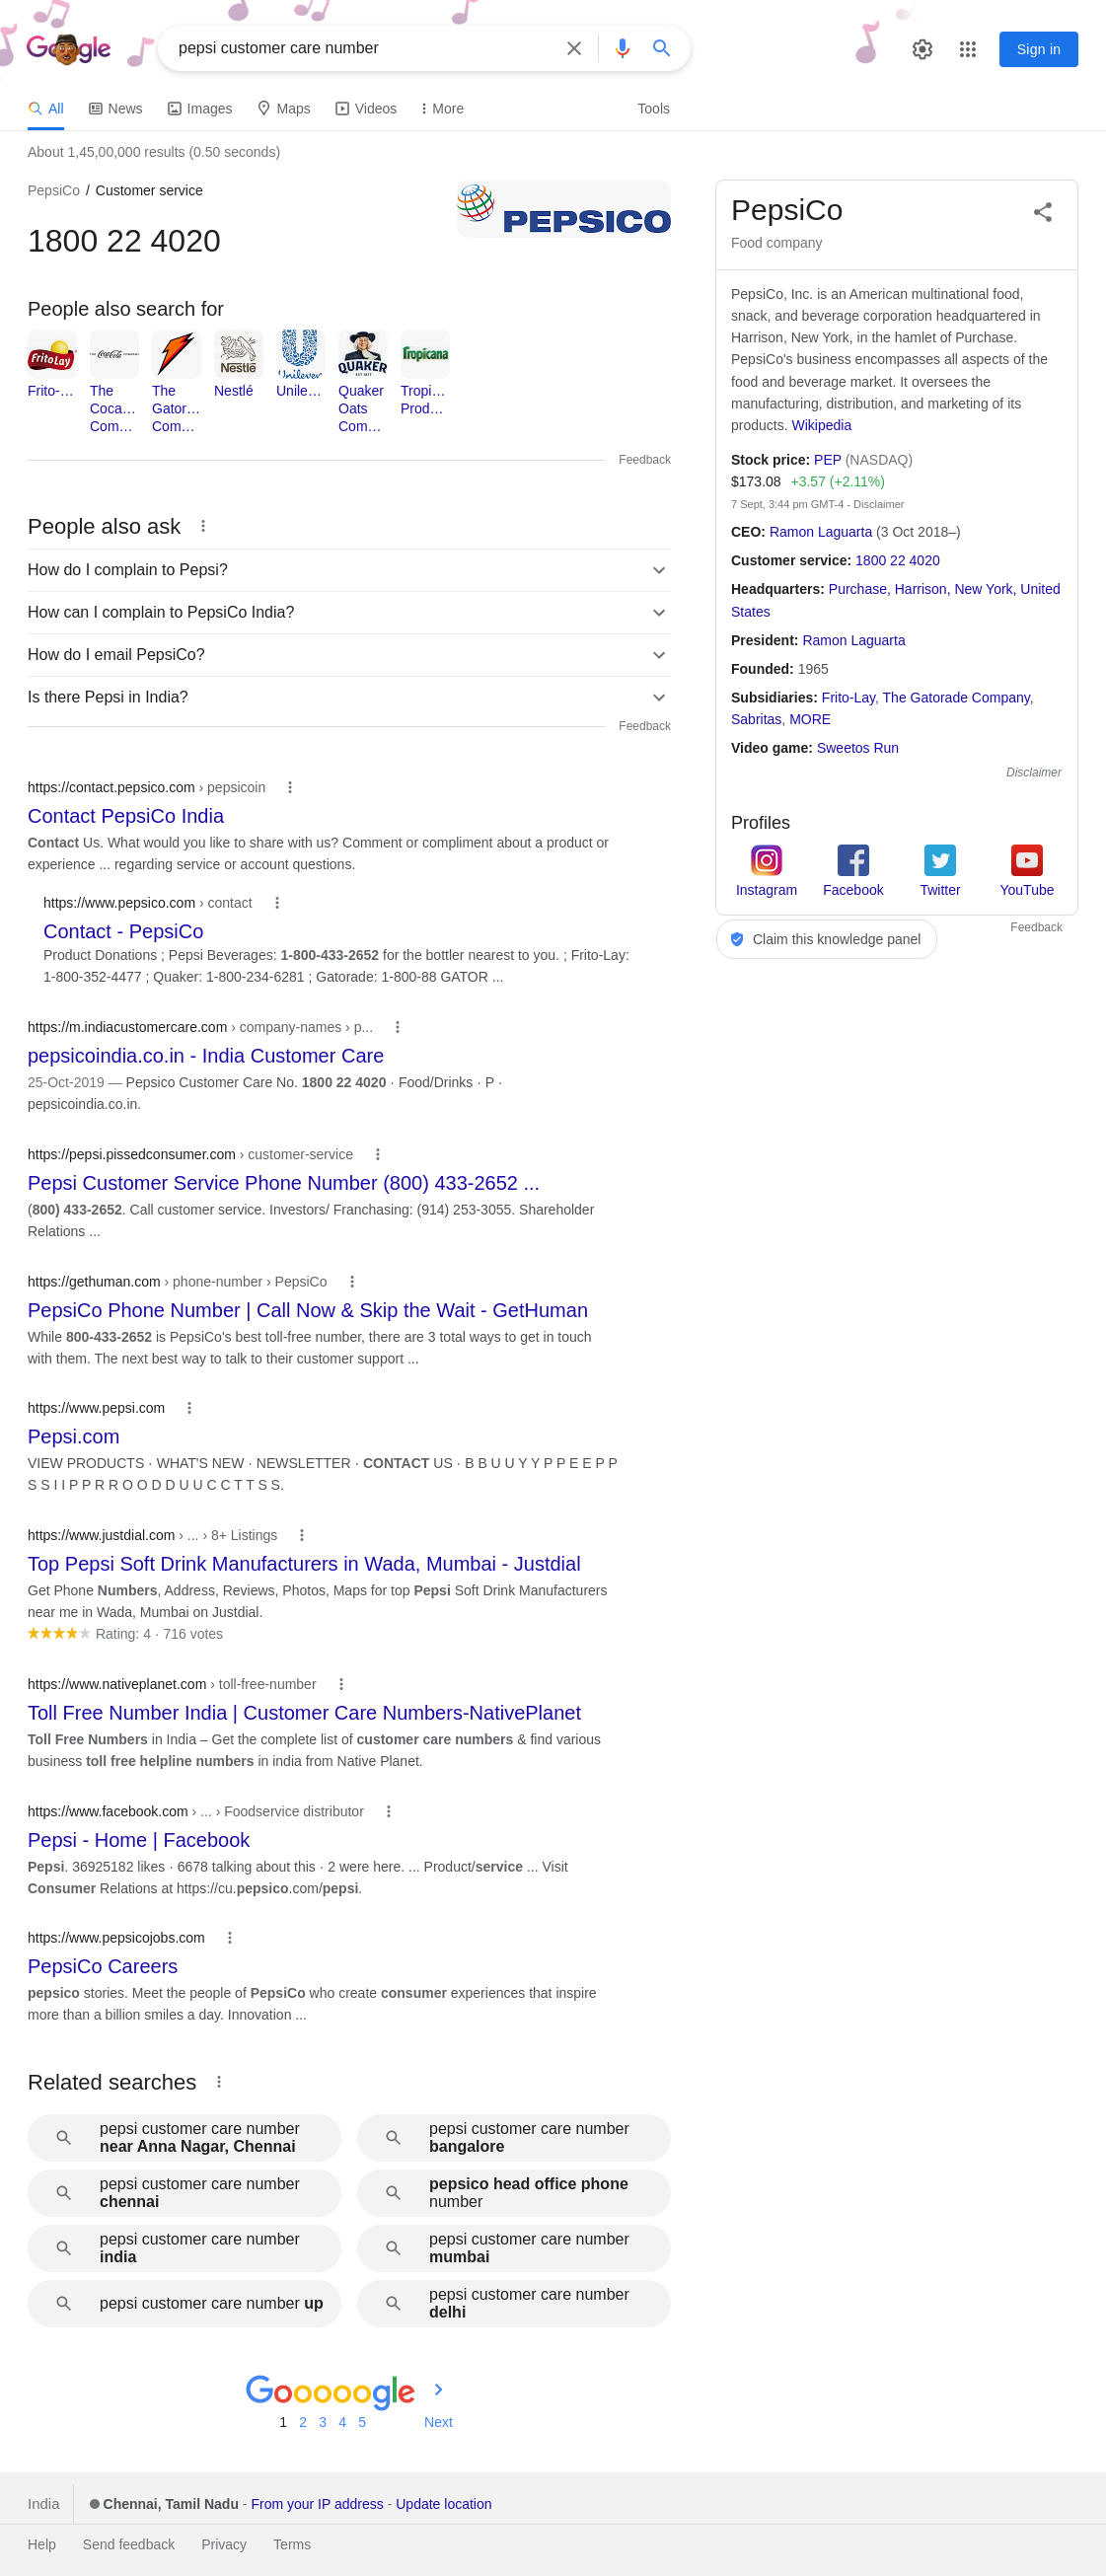 Google
pepsi customer care number
Sign in
All
News
Images
Maps
Videos
More
Tools
About 1,45,00,000 results (0.50 seconds)
PepsiCo / Customer service
PEPSICO
1800 22 4020
People also search for
Frito Lay
THE Coca-Cola COMPANY
Nestlé
Unilever
QUAKER
EST 1877
Tropicana
Frito-...
The Coca... Com...
The Gator... Com...
Nestlé
Unile...
Quaker Oats Com...
Tropi... Prod...
Feedback
People also ask
How do I complain to Pepsi?
How can I complain to PepsiCo India?
How do I email PepsiCo?
Is there Pepsi in India?
Feedback
https://contact.pepsico.com › pepsicoin
Contact PepsiCo India
Contact Us. What would you like to share with us? Comment or compliment about a product or
experience ... regarding service or account questions.
https://www.pepsico.com › contact
Contact - PepsiCo
Product Donations ; Pepsi Beverages: 1-800-433-2652 for the bottler nearest to you. ; Frito-Lay:
1-800-352-4477 ; Quaker: 1-800-234-6281 ; Gatorade: 1-800-88 GATOR ...
https://m.indiacustomercare.com › company-names › p...
pepsicoindia.co.in - India Customer Care
25-Oct-2019 — Pepsico Customer Care No. 1800 22 4020 · Food/Drinks · P ·
pepsicoindia.co.in.
https://pepsi.pissedconsumer.com › customer-service
Pepsi Customer Service Phone Number (800) 433-2652 ...
(800) 433-2652. Call customer service. Investors/ Franchasing: (914) 253-3055. Shareholder
Relations ...
https://gethuman.com › phone-number › PepsiCo
PepsiCo Phone Number | Call Now & Skip the Wait - GetHuman
While 800-433-2652 is PepsiCo's best toll-free number, there are 3 total ways to get in touch
with them. The next best way to talk to their customer support ...
https://www.pepsi.com
Pepsi.com
VIEW PRODUCTS · WHAT'S NEW · NEWSLETTER · CONTACT US · B B U U Y Y P P E E P P
S S I I P P R R O O D D U U C C T T S S.
https://www.justdial.com › ... › 8+ Listings
Top Pepsi Soft Drink Manufacturers in Wada, Mumbai - Justdial
Get Phone Numbers, Address, Reviews, Photos, Maps for top Pepsi Soft Drink Manufacturers
near me in Wada, Mumbai on Justdial.
Rating: 4 · 716 votes
https://www.nativeplanet.com › toll-free-number
Toll Free Number India | Customer Care Numbers-NativePlanet
Toll Free Numbers in India – Get the complete list of customer care numbers & find various
business toll free helpline numbers in india from Native Planet.
https://www.facebook.com › ... › Foodservice distributor
Pepsi - Home | Facebook
Pepsi. 36925182 likes · 6678 talking about this · 2 were here. ... Product/service ... Visit
Consumer Relations at https://cu.pepsico.com/pepsi.
https://www.pepsicojobs.com
PepsiCo Careers
pepsico stories. Meet the people of PepsiCo who create consumer experiences that inspire
more than a billion smiles a day. Innovation ...
Related searches
pepsi customer care number
near Anna Nagar, Chennai
pepsi customer care number
bangalore
pepsi customer care number
chennai
pepsico head office phone
number
pepsi customer care number
india
pepsi customer care number
mumbai
pepsi customer care number up
pepsi customer care number
delhi
Gooooogle
1 2 3 4 5 Next
PepsiCo
Food company
PepsiCo, Inc. is an American multinational food,
snack, and beverage corporation headquartered in
Harrison, New York, in the hamlet of Purchase.
PepsiCo's business encompasses all aspects of the
food and beverage market. It oversees the
manufacturing, distribution, and marketing of its
products. Wikipedia
Stock price: PEP (NASDAQ)
$173.08 +3.57 (+2.11%)
7 Sept, 3:44 pm GMT-4 - Disclaimer
CEO: Ramon Laguarta (3 Oct 2018–)
Customer service: 1800 22 4020
Headquarters: Purchase, Harrison, New York, United
States
President: Ramon Laguarta
Founded: 1965
Subsidiaries: Frito-Lay, The Gatorade Company,
Sabritas, MORE
Video game: Sweetos Run
Disclaimer
Profiles
Instagram
Facebook
Twitter
YouTube
Claim this knowledge panel
Feedback
India
Chennai, Tamil Nadu - From your IP address - Update location
Help
Send feedback
Privacy
Terms